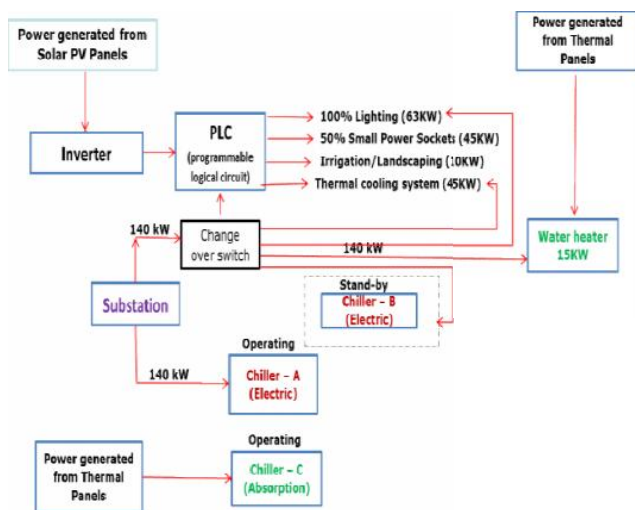 Power generated from
Solar PV Panels
Power generated
from Thermal
Panels
100% Lighting (63KW)
PLC
(programmable
logical circuit)
50% Small Power Sockets (45KW)
Inverter
Irrigation/Landscaping (10KW)
Thermal cooling system (45KW)
140 kW
Change
over switch
140 kW
Water heater
15KW
Stand-by
Chiller – B
(Electric)
Substation
Operating
140 kW
Chiller – A
(Electric)
Operating
Power generated
from Thermal
Panels
Chiller – C
(Absorption)